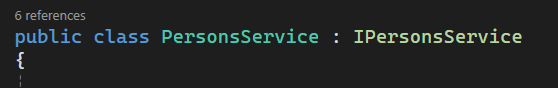 6 references
public class PersonsService : IPersonsService
{